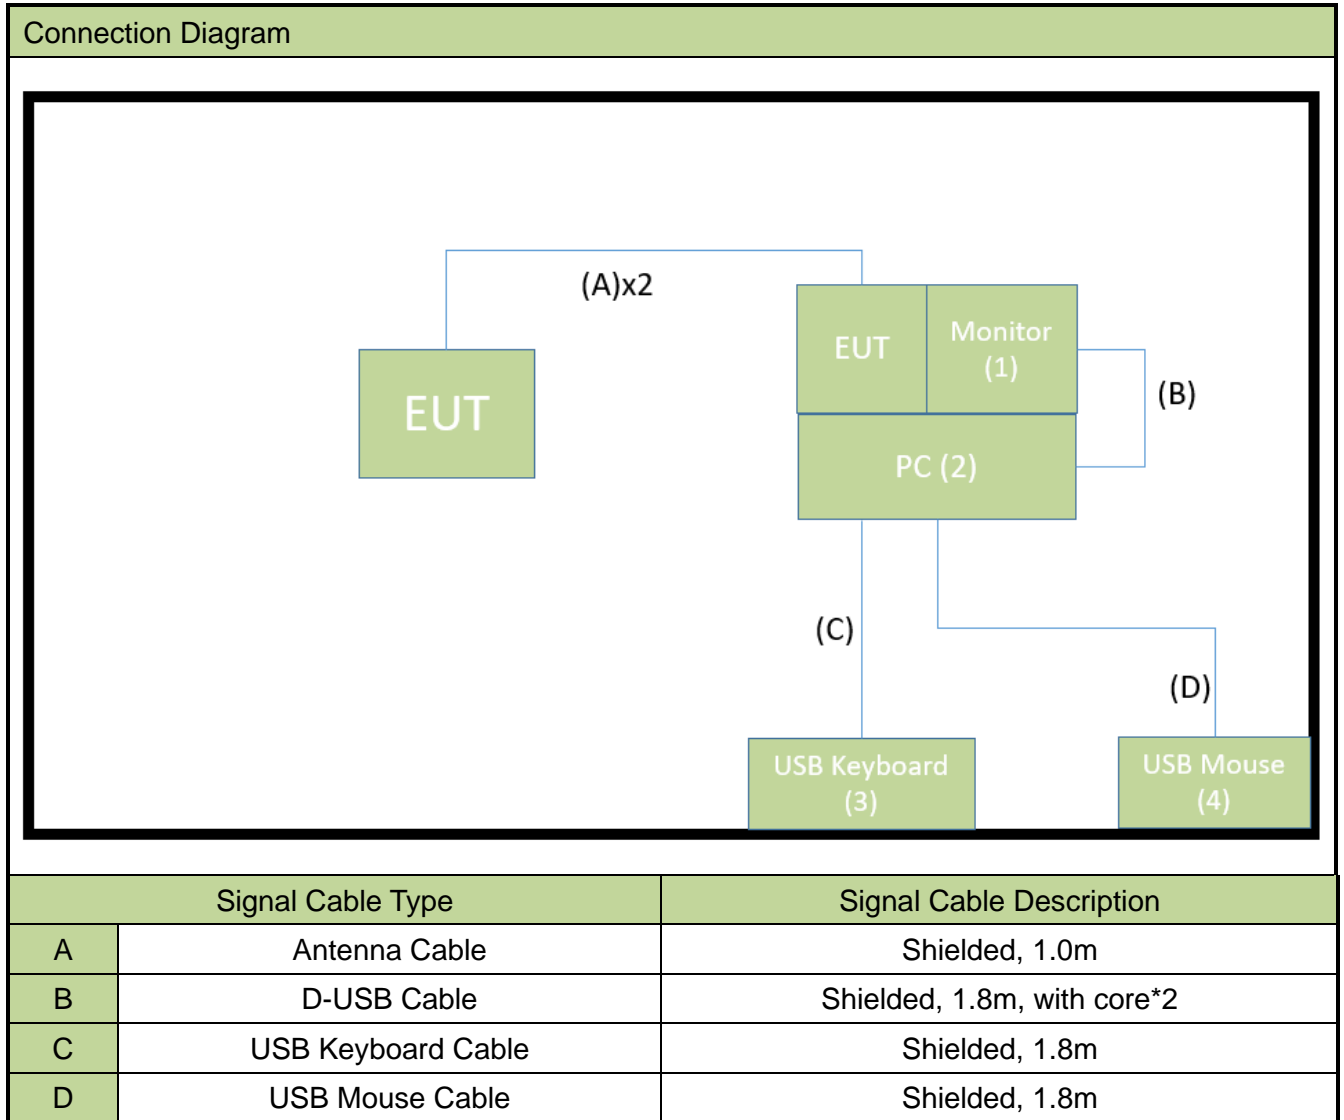 Connection Diagram
(A)x2
EUT
EUT
Monitor
(1)
(B)
PC (2)
(C)
(D)
USB Keyboard
(3)
USB Mouse
(4)
Signal Cable Type Signal Cable Description
A Antenna Cable Shielded, 1.0m
B D-USB Cable Shielded, 1.8m, with core*2
C USB Keyboard Cable Shielded, 1.8m
D USB Mouse Cable Shielded, 1.8m